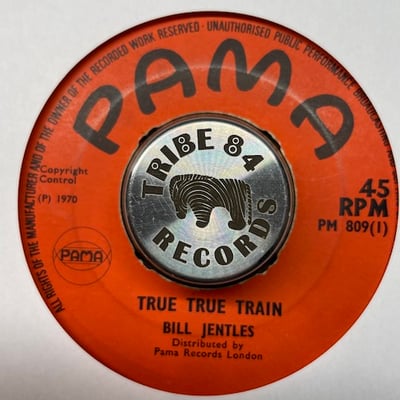 ALL RIGHTS OF THE MANUFACTURER AND OF THE OWNER OF THE RECORDED WORK RESERVED · UNAUTHORISED PUBLIC PERFORMANCE BROADCASTING AND
PAMA
TRIBE 84
RECORDS
Copyright
Control
(P) 1970
PAMA
45
RPM
PM 809(1)
TRUE TRUE TRAIN
BILL JENTLES
Distributed by
Pama Records London